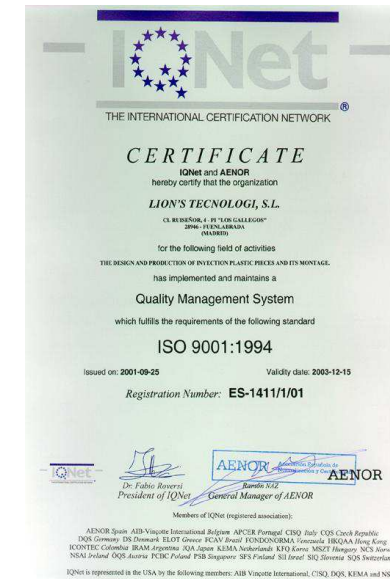 IQNet
®
THE INTERNATIONAL CERTIFICATION NETWORK
CERTIFICATE
IQNet and AENOR
hereby certify that the organization
LION'S TECNOLOGI, S.L.
CL RUISEÑOR, 4 - PI "LOS GALLEGOS"
28946 - FUENLABRADA
(MADRID)
for the following field of activities
THE DESIGN AND PRODUCTION OF INYECTION PLASTIC PIECES AND ITS MONTAGE.
has implemented and maintains a
Quality Management System
which fulfills the requirements of the following standard
ISO 9001:1994
Issued on: 2001-09-25 Validity date: 2003-12-15
Registration Number: ES-1411/1/01
IQNet
AENOR Asociación Española de
Normalización y
AENOR
Dr. Fabio Roversi Ramón NAZ
President of IQNet General Manager of AENOR
Members of IQNet (registered association):
AENOR Spain AIB-Vinçotte International Belgium APCER Portugal CISQ Italy CQS Czech Republic
DQS Germany DS Denmark ELOT Greece FCAV Brazil FONDONORMA Venezuela HKQAA Hong Kong
ICONTEC Colombia IRAM Argentina JQA Japan KEMA Netherlands KFQ Korea MSZT Hungary NCS
NSAI Ireland ÖQS Austria PCBC Poland PSB Singapore SFS Finland SII Israel SIQ Slovenia SQS
IQNet is represented in the USA by the following members: AIB Vinçotte International, CISQ, DQS, KEMA and